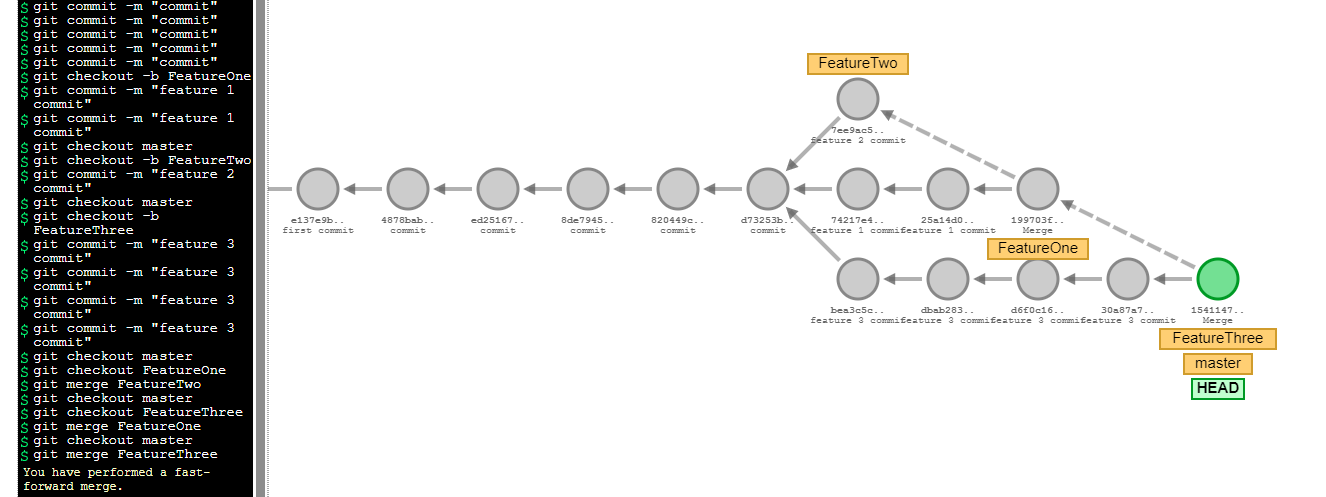 $ git commit -m "commit"
$ git commit -m "commit"
$ git commit -m "commit"
$ git commit -m "commit"
$ git commit -m "commit"
$ git checkout -b FeatureOne
$ git commit -m "feature 1
commit"
$ git commit -m "feature 1
commit"
$ git checkout master
$ git checkout -b FeatureTwo
$ git commit -m "feature 2
commit"
$ git checkout master
$ git checkout -b
FeatureThree
$ git commit -m "feature 3
commit"
$ git commit -m "feature 3
commit"
$ git commit -m "feature 3
commit"
$ git commit -m "feature 3
commit"
$ git checkout master
$ git checkout FeatureOne
$ git merge FeatureTwo
$ git checkout master
$ git checkout FeatureThree
$ git merge FeatureOne
$ git checkout master
$ git merge FeatureThree
You have performed a fast-
forward merge.
FeatureTwo
7ee9ac5..
feature 2 commit
e137e9b..
first commit
4878bab..
commit
ed25167..
commit
8de7945..
commit
820449c..
commit
d73253b..
commit
74217e4..
feature 1 commit
25a14d0..
feature 1 commit
199703f..
Merge
FeatureOne
bea3c5c..
feature 3 commit
dbab283..
feature 3 commit
d6f0c16..
feature 3 commit
30a87a7..
feature 3 commit
1541147..
Merge
FeatureThree
master
HEAD